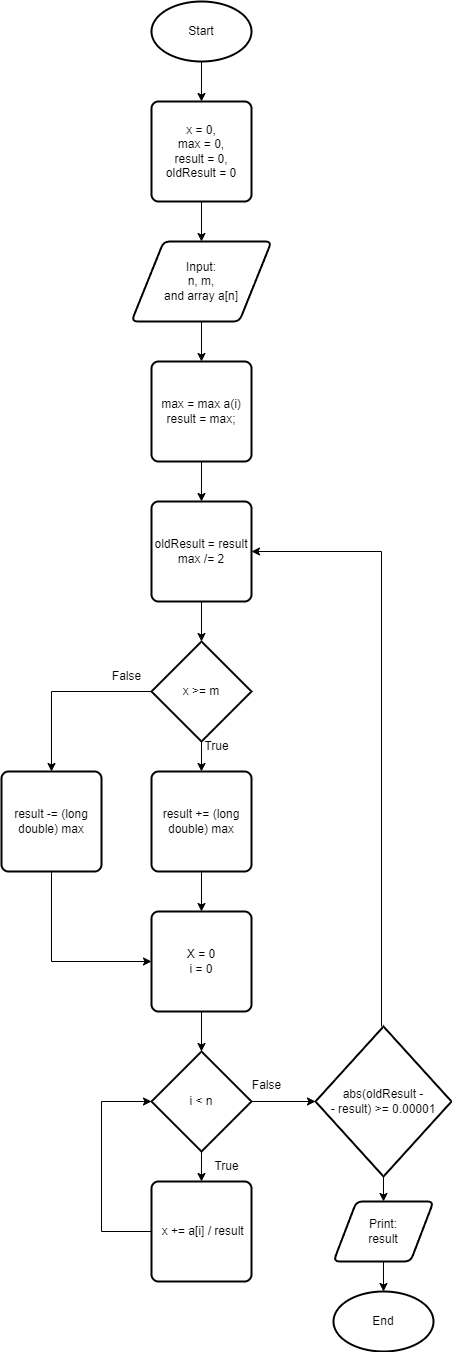 Start
x = 0,
max = 0,
result = 0,
oldResult = 0
Input:
n, m,
and array a[n]
max = max a(i)
result = max;
oldResult = result
max /= 2
False
x >= m
True
result -= (long
double) max
result += (long
double) max
X = 0
i = 0
i < n
False
abs(oldResult -
- result) >= 0.00001
True
x += a[i] / result
Print:
result
End